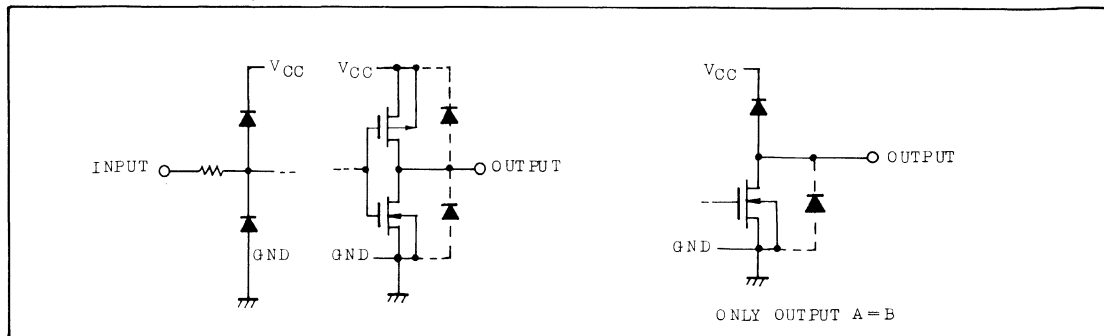 VCC
VCC
VCC
INPUT
OUTPUT
OUTPUT
GND
GND
GND
ONLY OUTPUT A=B